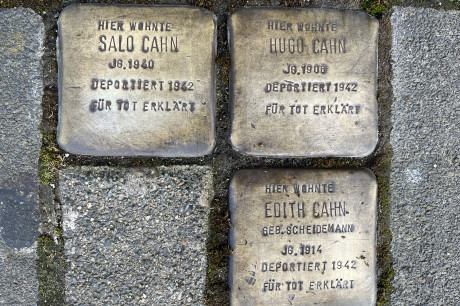 HIER WOHNTE
SALO CAHN
JG. 1940
DEPORTIERT 1942
FÜR TOT ERKLÄRT
HIER WOHNTE
HUGO CAHN
JG. 1908
DEPORTIERT 1942
FÜR TOT ERKLÄRT
HIER WOHNTE
EDITH CAHN
GEB. SCHEIDEMANN
JG. 1914
DEPORTIERT 1942
FÜR TOT ERKLÄRT